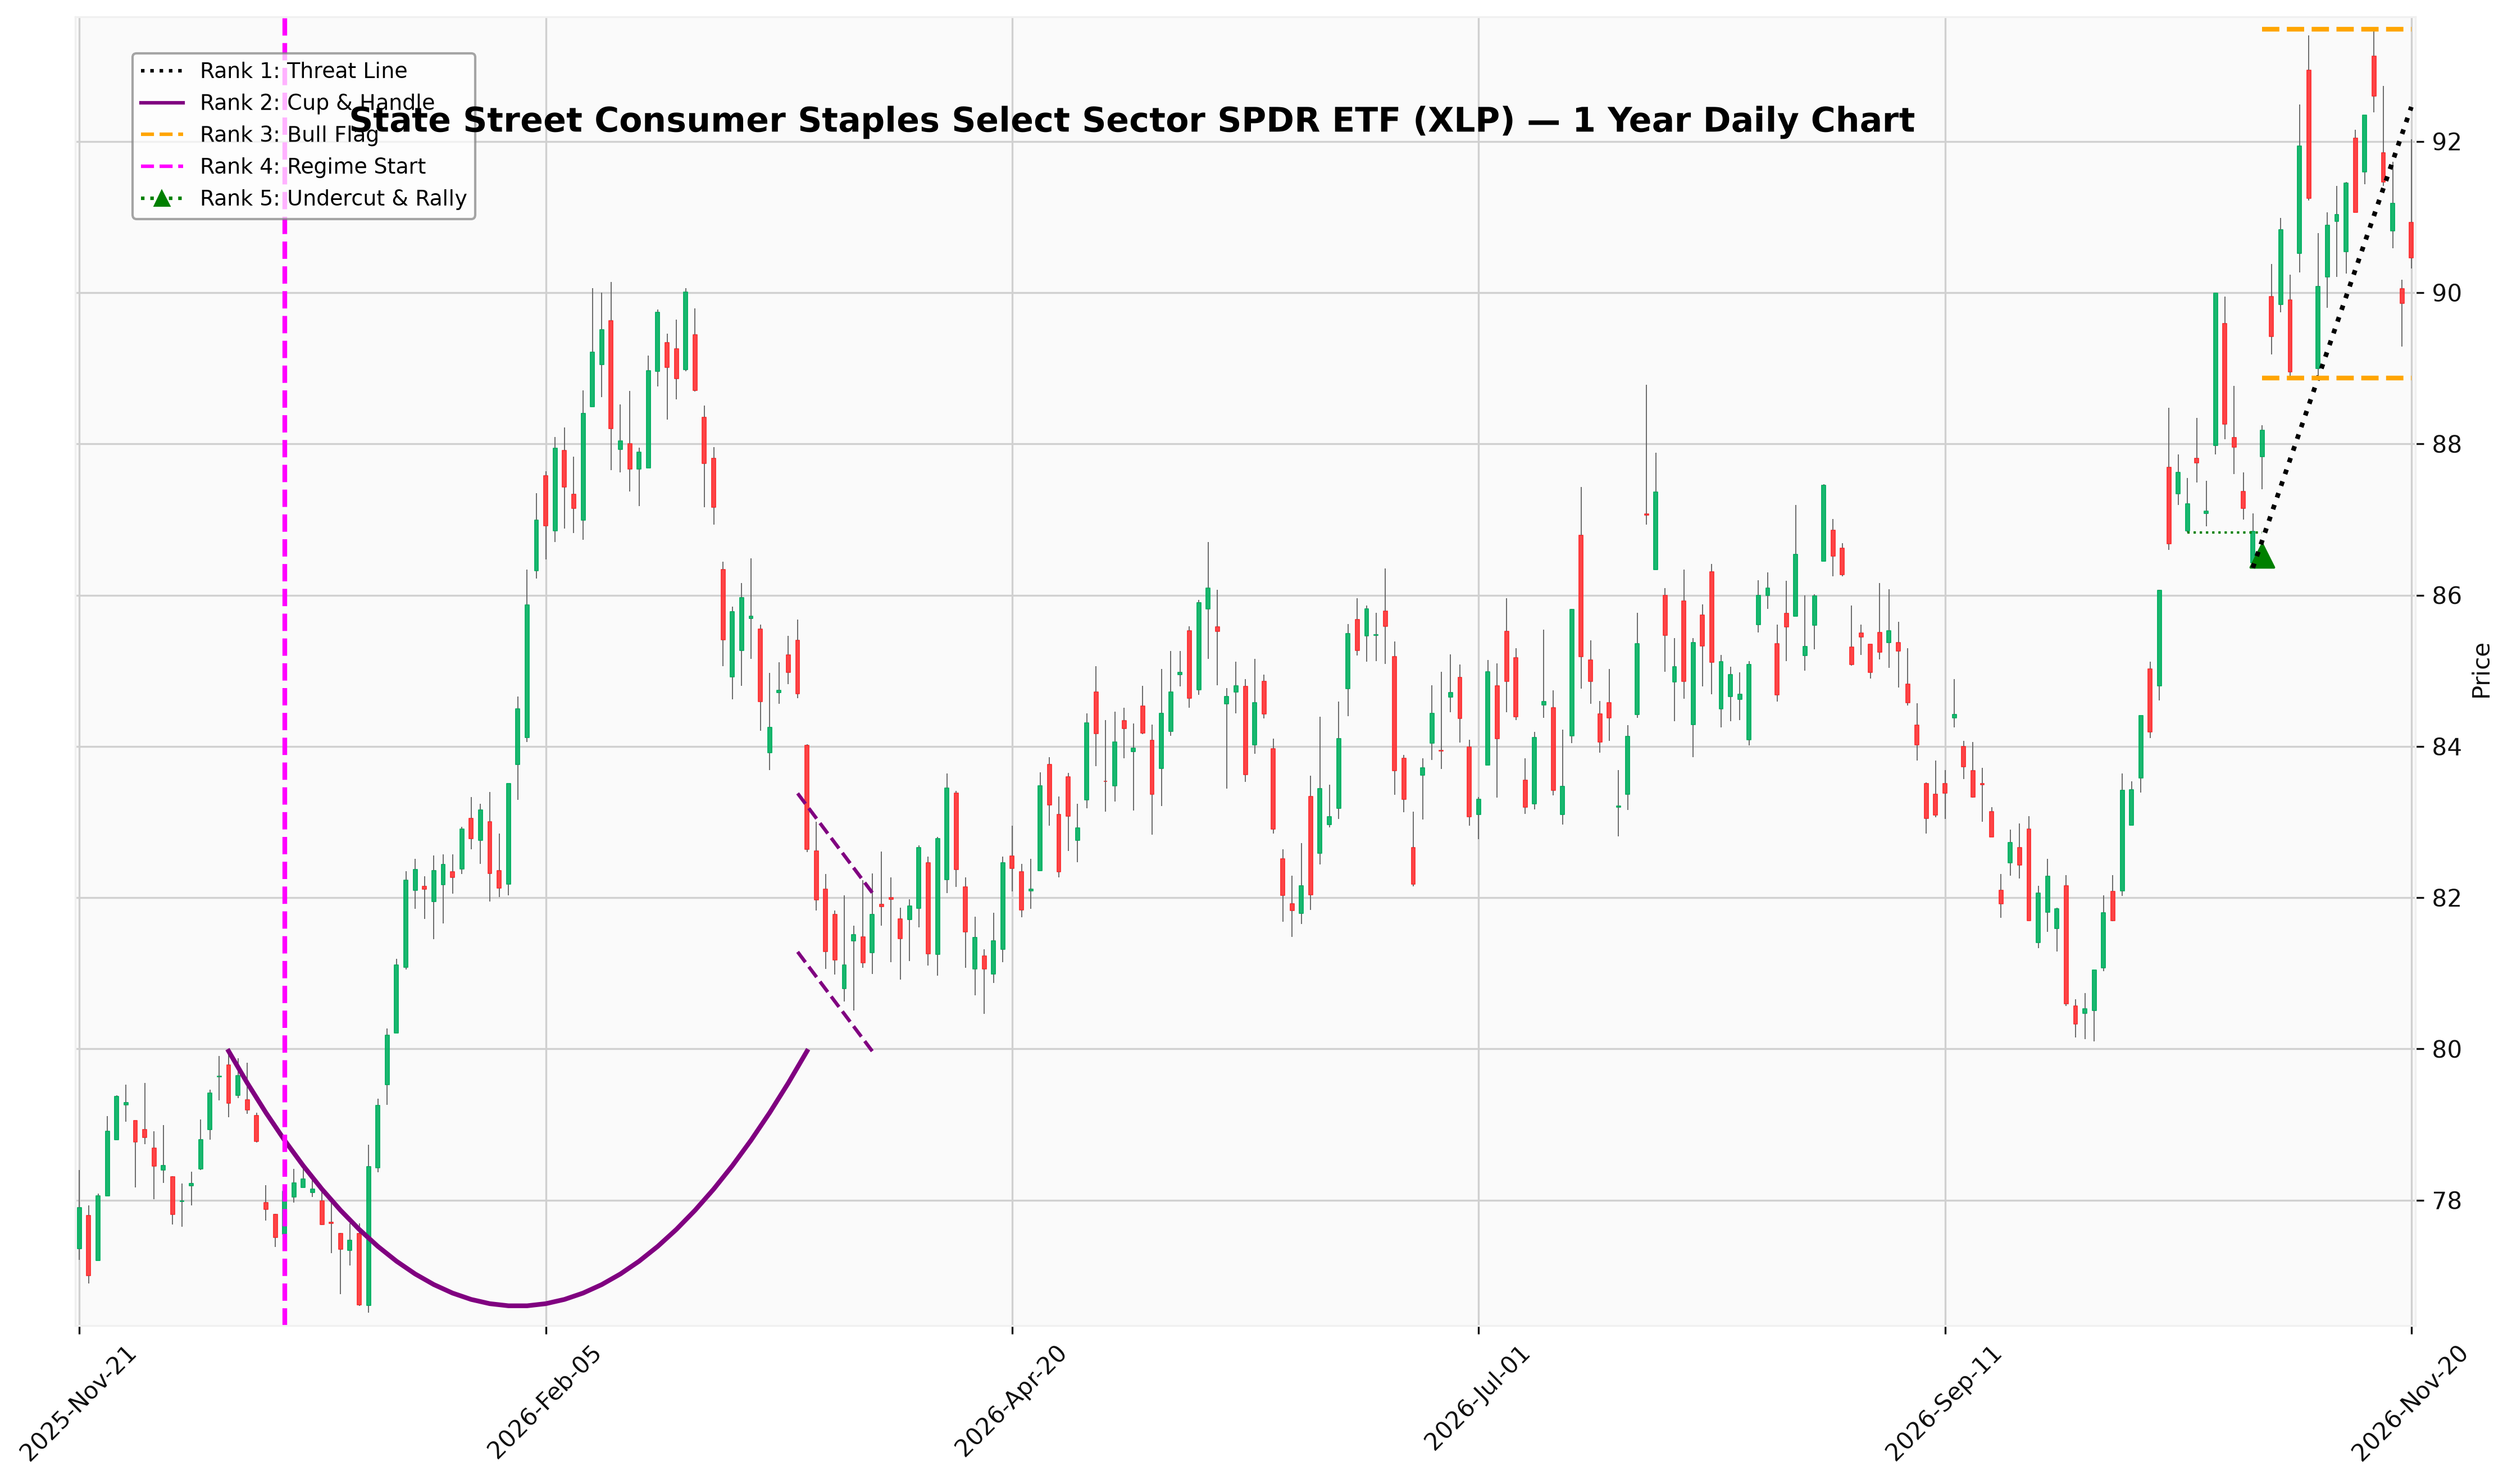 Rank 1: Threat Line
Rank 2: Cup & Handle
State Street Consumer Staples Select Sector SPDR ETF (XLP) — 1 Year Daily Chart
Rank 3: Bull Flag
Rank 4: Regime Start
Rank 5: Undercut & Rally
92
90
88
86
84
82
80
78
Price
2025-Nov-21
2026-Feb-05
2026-Apr-20
2026-Jul-01
2026-Sep-11
2026-Nov-20